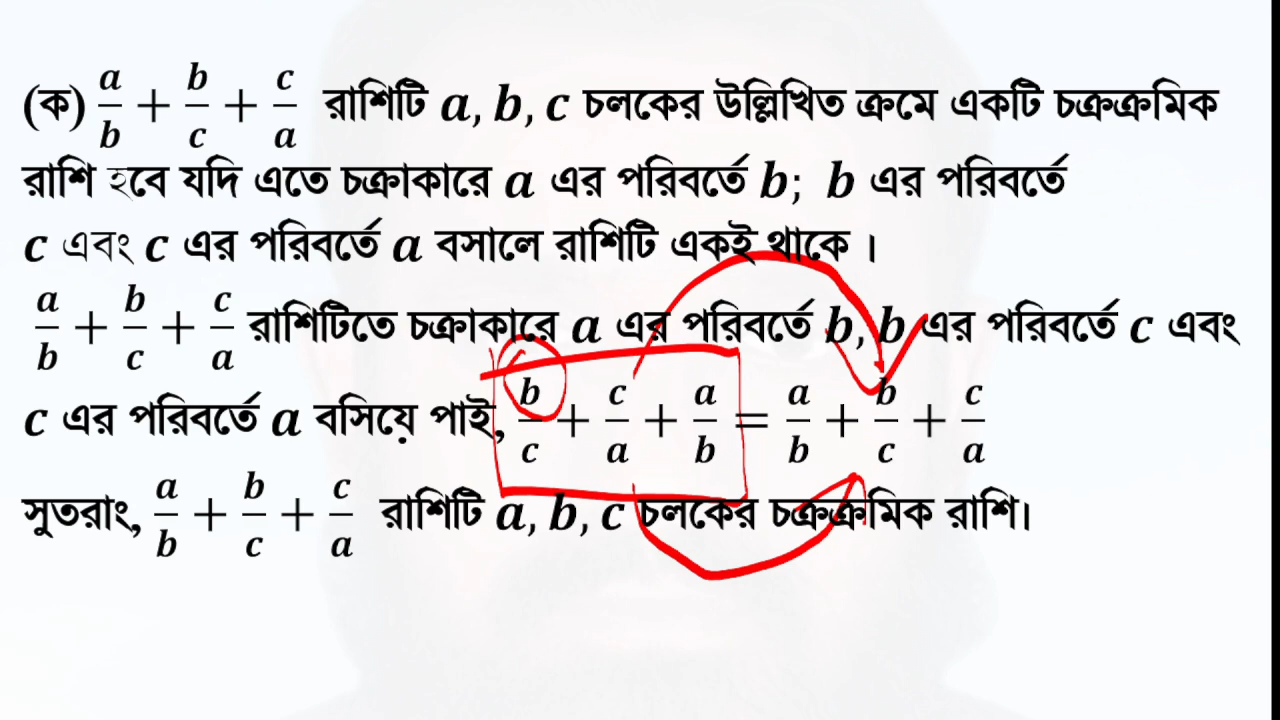 (ক) a/b + b/c + c/a রাশিটি a, b, c চলকের উল্লিখিত ক্রমে একটি চক্রক্রমিক
রাশি হবে যদি এতে চক্রাকারে a এর পরিবর্তে b; b এর পরিবর্তে
c এবং c এর পরিবর্তে a বসালে রাশিটি একই থাকে ।
a/b + b/c + c/a রাশিটিতে চক্রাকারে a এর পরিবর্তে b, b এর পরিবর্তে c এবং
c এর পরিবর্তে a বসিয়ে পাই, b/c + c/a + a/b = a/b + b/c + c/a
সুতরাং, a/b + b/c + c/a রাশিটি a, b, c চলকের চক্রক্রমিক রাশি।